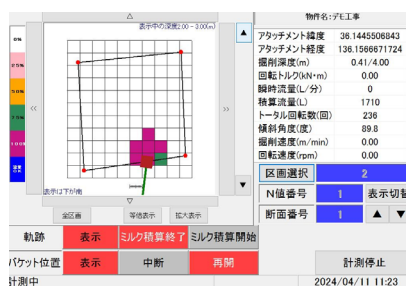 物件名:デモ工事
表示中の深度2.00 - 3.00(m)
アタッチメント緯度 36.1445506843
アタッチメント経度 136.1566671724
掘削深度(m) 0.41/4.00
回転トルク(kN・m) 0.00
瞬時流量(L/分) 0
積算流量(L) 1710
トータル回転数(回) 236
傾斜角度(度) 89.8
掘削速度(m/min) 0.00
回転速度(rpm) 0.00
0%
25%
50%
75%
100%
表示は下が南
区画選択 2
N値番号 1 表示切替
断面番号 1 ▲ ▼
全区画 等値表示 拡大表示
軌跡 表示 ミルク積算終了 ミルク積算開始
バケット位置 表示 中断 再開 計測停止
計測中 2024/04/11 11:23